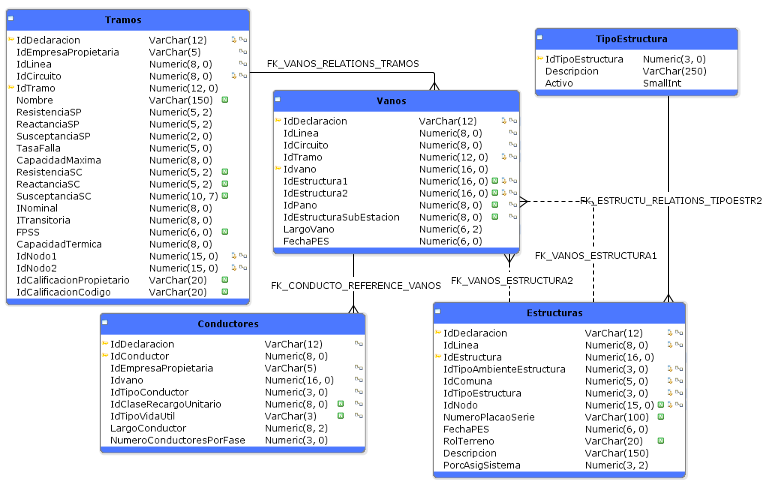 Tramos
IdDeclaracion VarChar(12)
IdEmpresaPropietaria VarChar(5)
IdLinea Numeric(8, 0)
IdCircuito Numeric(8, 0)
IdTramo Numeric(12, 0)
Nombre VarChar(150) N
ResistenciaSP Numeric(5, 2)
ReactanciaSP Numeric(5, 2)
SusceptanciaSP Numeric(2, 0)
TasaFalla Numeric(5, 0)
CapacidadMaxima Numeric(8, 0)
ResistenciaSC Numeric(5, 2) N
ReactanciaSC Numeric(5, 2) N
SusceptanciaSC Numeric(10, 7) N
INominal Numeric(8, 0)
ITransitoria Numeric(8, 0)
FPSS Numeric(6, 0) N
CapacidadTermica Numeric(8, 0)
IdNodo1 Numeric(15, 0)
IdNodo2 Numeric(15, 0)
IdCalificacionPropietario VarChar(20) N
IdCalificacionCodigo VarChar(20) N
FK_VANOS_RELATIONS_TRAMOS
Vanos
IdDeclaracion VarChar(12)
IdLinea Numeric(8, 0)
IdCircuito Numeric(8, 0)
IdTramo Numeric(12, 0)
Idvano Numeric(16, 0)
IdEstructura1 Numeric(16, 0) N
IdEstructura2 Numeric(16, 0) N
IdPano Numeric(8, 0) N
IdEstructuraSubEstacion Numeric(8, 0) N
LargoVano Numeric(6, 2)
FechaPES Numeric(6, 0)
TipoEstructura
IdTipoEstructura Numeric(3, 0)
Descripcion VarChar(250)
Activo SmallInt
FK_ESTRUCTU_RELATIONS_TIPOESTR2
FK_VANOS_ESTRUCTURA1
FK_VANOS_ESTRUCTURA2
FK_CONDUCTO_REFERENCE_VANOS
Conductores
IdDeclaracion VarChar(12)
IdConductor Numeric(8, 0)
IdEmpresaPropietaria VarChar(5)
Idvano Numeric(16, 0)
IdTipoConductor Numeric(3, 0)
IdClaseRecargoUnitario Numeric(8, 0) N
IdTipoVidaUtil VarChar(3) N
LargoConductor Numeric(8, 2)
NumeroConductoresPorFase Numeric(3, 0)
Estructuras
IdDeclaracion VarChar(12)
IdLinea Numeric(8, 0)
IdEstructura Numeric(16, 0)
IdTipoAmbienteEstructura Numeric(3, 0)
IdComuna Numeric(5, 0)
IdTipoEstructura Numeric(3, 0)
IdNodo Numeric(15, 0) N
NumeroPlacaoSerie VarChar(100) N
FechaPES Numeric(6, 0)
RolTerreno VarChar(20) N
Descripcion VarChar(150)
PorcAsigSistema Numeric(3, 2)